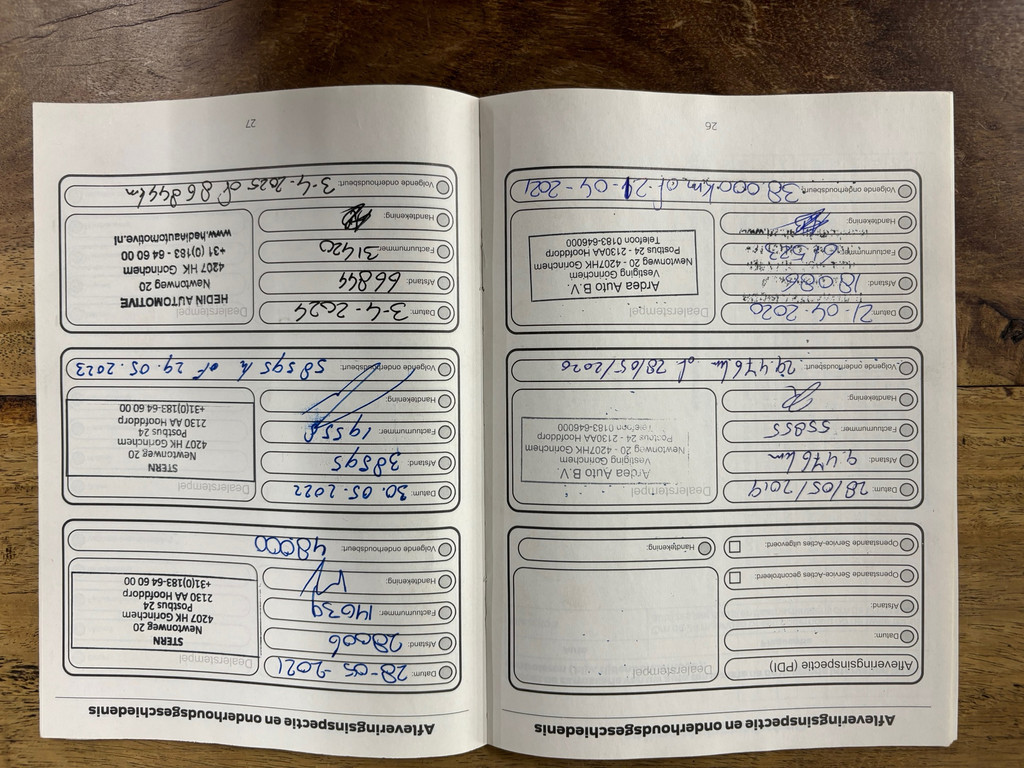 Afleveringsinspectie en onderhoudsgeschiedenis
Afleveringsinspectie (PDI)
Datum:
Afstand:
Openstaande Service-Acties gecontroleerd:
Openstaande Service-Acties uitgevoerd:
Dealerstempel
Handtekening:
Datum: 28/05/2019
Afstand: 9.476 km
Factuurnummer: 55855
Handtekening:
Volgende onderhoudsbeurt: 29.476 km of 28/05/2020
Dealerstempel
Ardea Auto B.V.
Vestiging Gorinchem
Newtonweg 20 - 4207HK Gorinchem
Postbus 24 - 2130AA Hoofddorp
Telefoon 0183-646000
Datum: 21-04-2020
Afstand:
Factuurnummer:
Handtekening:
Volgende onderhoudsbeurt: 38.000km of 21-04-2021
Dealerstempel
Ardea Auto B.V.
Vestiging Gorinchem
Newtonweg 20 - 4207HK Gorinchem
Postbus 24 - 2130AA Hoofddorp
Telefoon 0183-646000
26
Afleveringsinspectie en onderhoudsgeschiedenis
Datum: 28-05-2021
Afstand: 28006
Factuurnummer: 14039
Handtekening:
Volgende onderhoudsbeurt: 48000
Dealerstempel
STERN
Newtonweg 20
4207 HK Gorinchem
Postbus 24
2130 AA Hoofddorp
+31(0)183-64 60 00
Datum: 30.05.2022
Afstand: 38595
Factuurnummer: 19558
Handtekening:
Volgende onderhoudsbeurt: 58595 k of 29.05.2023
Dealerstempel
STERN
Newtonweg 20
4207 HK Gorinchem
Postbus 24
2130 AA Hoofddorp
+31(0)183-64 60 00
Datum: 3-4-2024
Afstand: 66844
Factuurnummer: 31420
Handtekening:
Volgende onderhoudsbeurt: 3-4-2025 of 86844km
Dealerstempel
HEDIN AUTOMOTIVE
Newtonweg 20
4207 HK Gorinchem
+31 (0)183 - 64 60 00
www.hedinautomotive.nl
27